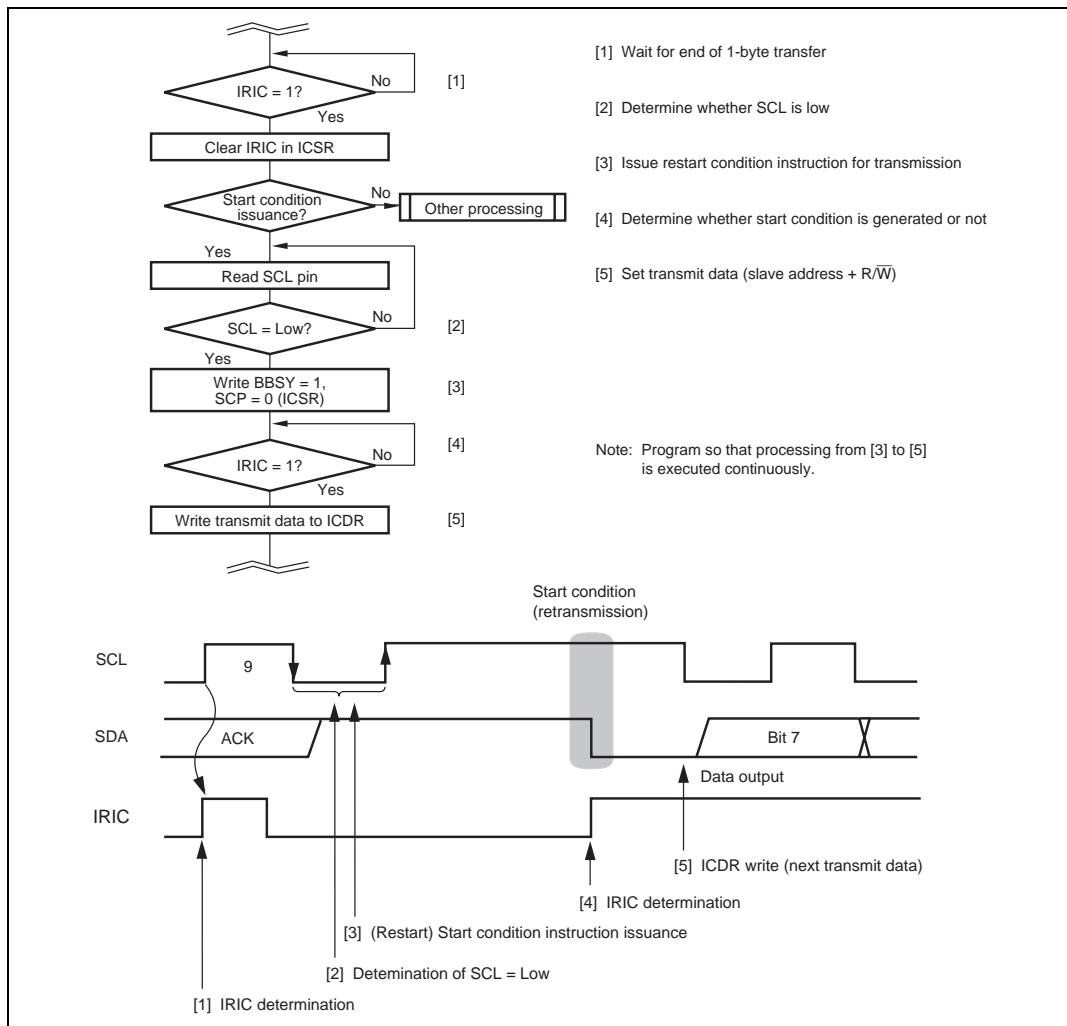 IRIC = 1?
No
[1]
Yes
Clear IRIC in ICSR
Start condition
issuance?
No
Other processing
Yes
Read SCL pin
SCL = Low?
No
[2]
Yes
Write BBSY = 1,
SCP = 0 (ICSR)
[3]
IRIC = 1?
No
[4]
Yes
Write transmit data to ICDR
[5]
[1] Wait for end of 1-byte transfer
[2] Determine whether SCL is low
[3] Issue restart condition instruction for transmission
[4] Determine whether start condition is generated or not
[5] Set transmit data (slave address + R/W̅)
Note: Program so that processing from [3] to [5]
is executed continuously.
Start condition
(retransmission)
SCL
9
SDA
ACK
Bit 7
Data output
IRIC
[5] ICDR write (next transmit data)
[4] IRIC determination
[3] (Restart) Start condition instruction issuance
[2] Detemination of SCL = Low
[1] IRIC determination